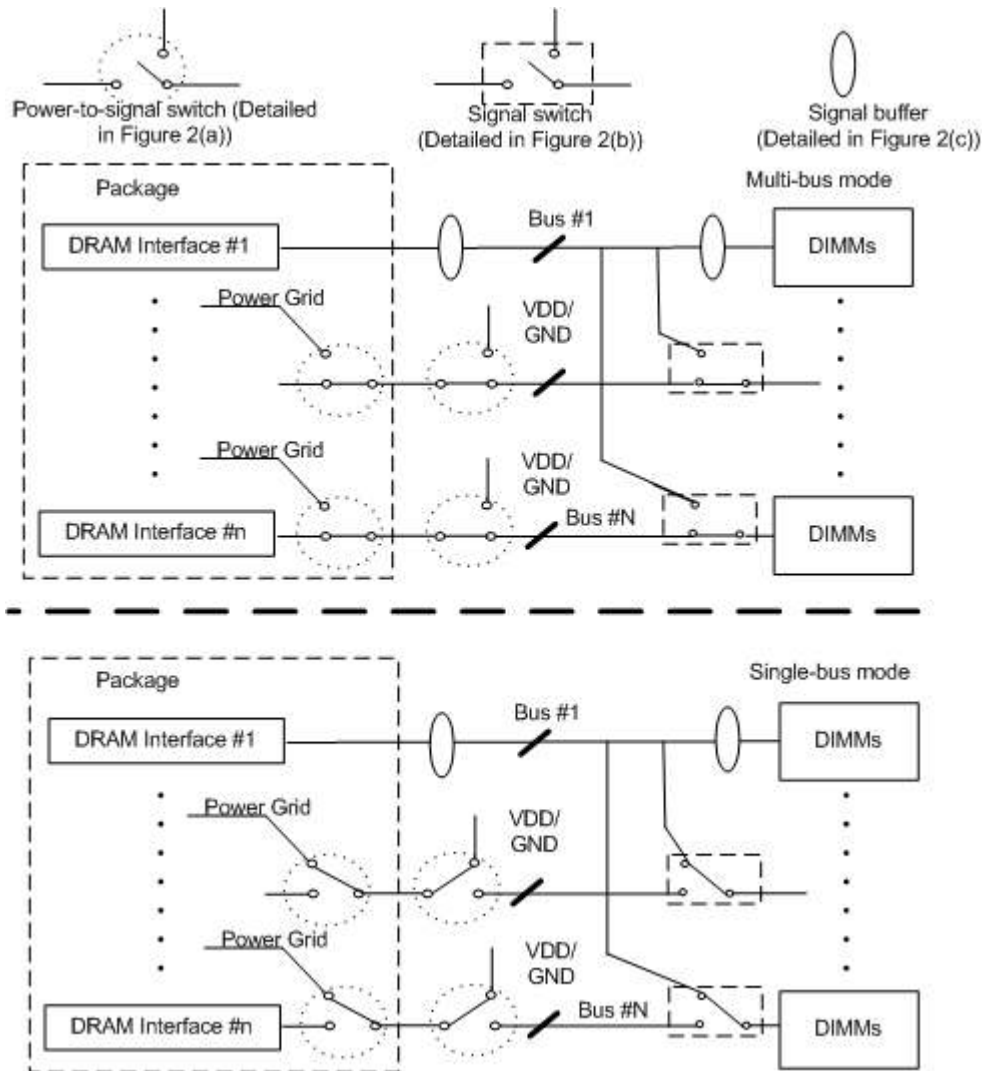 Power-to-signal switch (Detailed
in Figure 2(a))
Signal switch
(Detailed in Figure 2(b))
Signal buffer
(Detailed in Figure 2(c))
Package
Multi-bus mode
DRAM Interface #1
Bus #1
DIMMs
Power Grid
VDD/
GND
Power Grid
VDD/
GND
DRAM Interface #n
Bus #N
DIMMs
Package
Single-bus mode
DRAM Interface #1
Bus #1
DIMMs
Power Grid
VDD/
GND
Power Grid
VDD/
GND
DRAM Interface #n
Bus #N
DIMMs